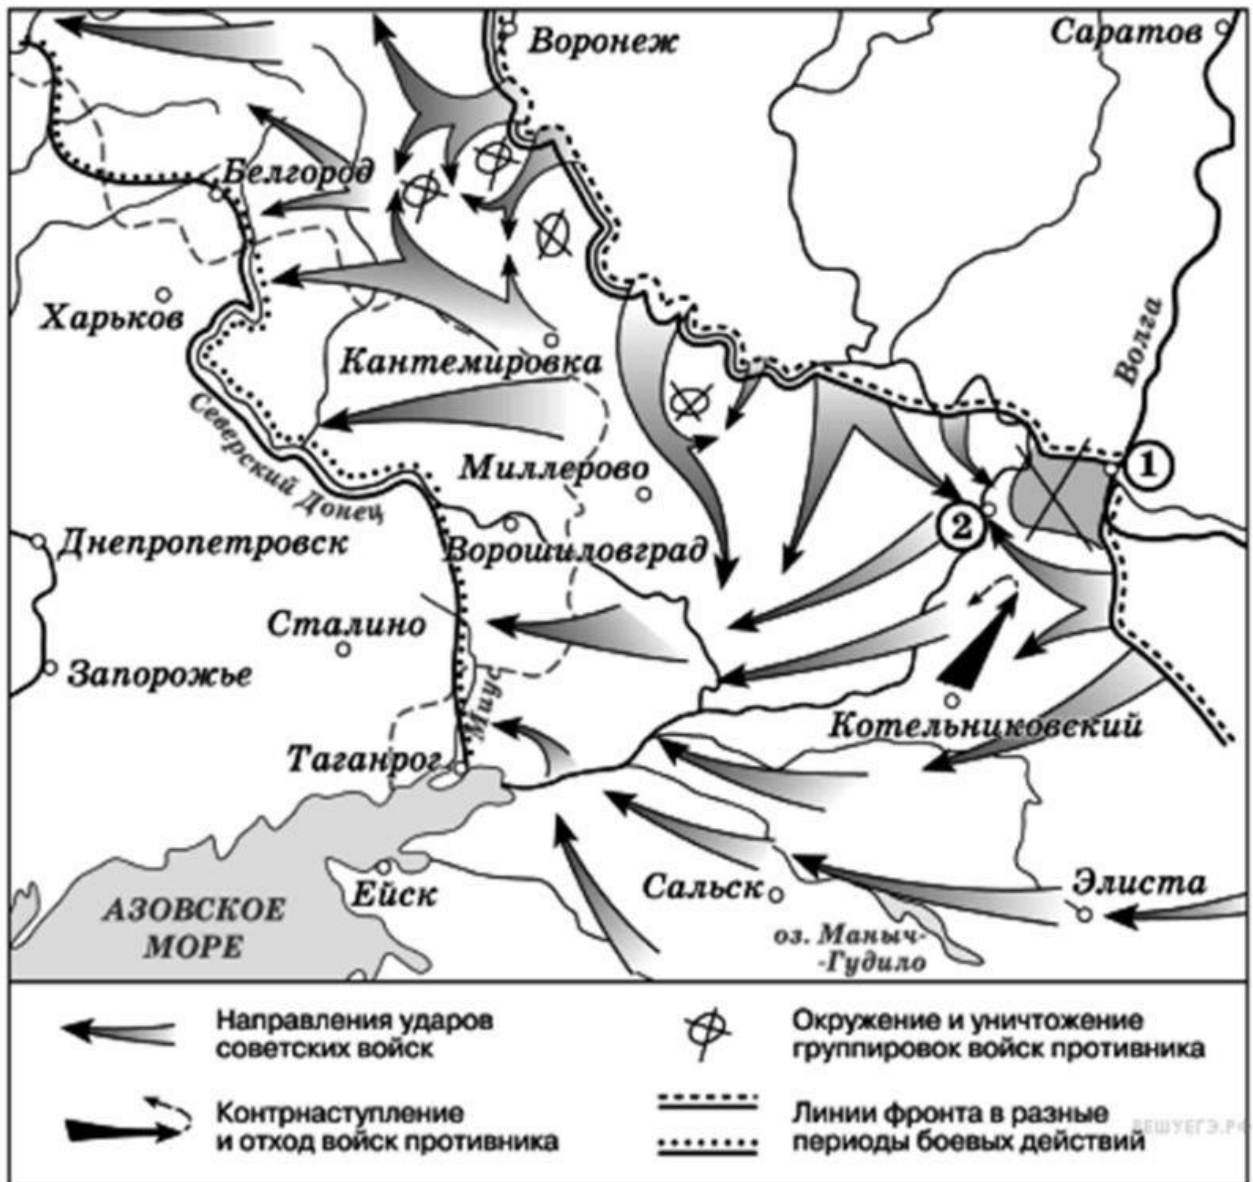 Воронеж
Саратов
Белгород
Волга
Харьков
Кантемировка
Северский Донец
Миллерово
1
2
Днепропетровск
Ворошиловград
Сталино
Запорожье
Миус
Котельниковский
Таганрог
Ейск
Сальск
Элиста
АЗОВСКОЕ
МОРЕ
оз. Маныч-
-Гудило
Направления ударов
советских войск
Окружение и уничтожение
группировок войск противника
Контрнаступление
и отход войск противника
Линии фронта в разные
периоды боевых действий
РЕШУЕГЭ.РФ